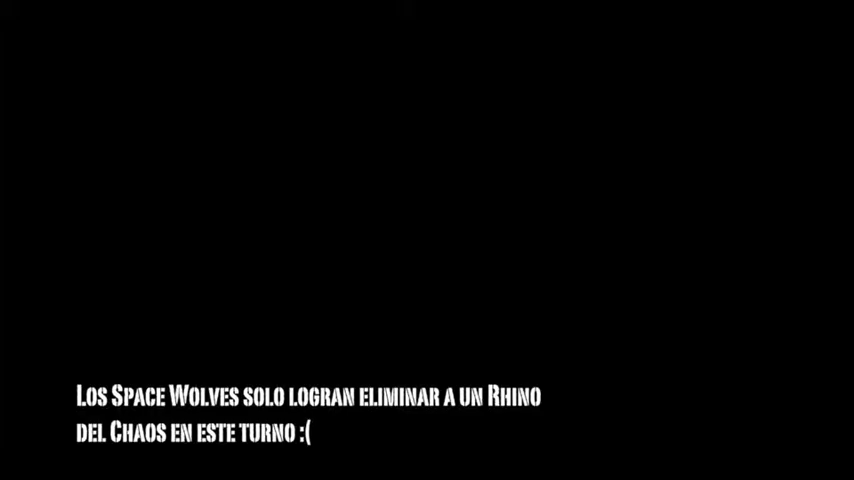 Los Space Wolves solo logran eliminar a un Rhino
del Chaos en este turno :(